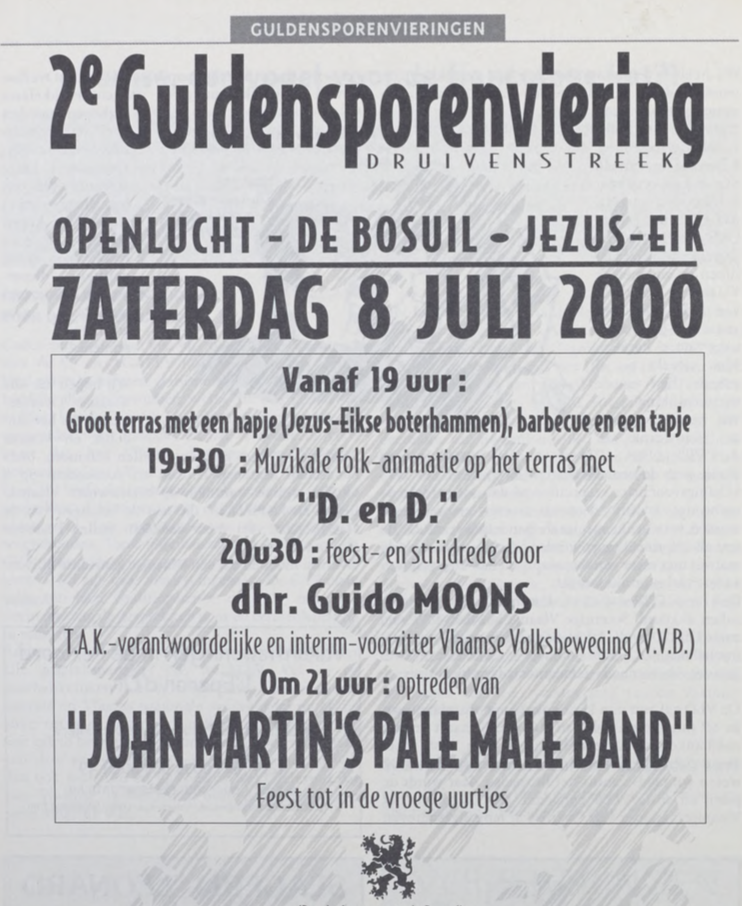 GULDENSPORENVIERINGEN
2e Guldensporenviering
DRUIVENSTREEK
OPENLUCHT - DE BOSUIL - JEZUS-EIK
ZATERDAG 8 JULI 2000
Vanaf 19 uur :
Groot terras met een hapje (Jezus-Eikse boterhammen), barbecue en een tapje
19u30 : Muzikale folk-animatie op het terras met
"D. en D."
20u30 : feest- en strijdrede door
dhr. Guido MOONS
T.A.K.-verantwoordelijke en interim-voorzitter Vlaamse Volksbeweging (V.V.B.)
Om 21 uur : optreden van
"JOHN MARTIN'S PALE MALE BAND"
Feest tot in de vroege uurtjes